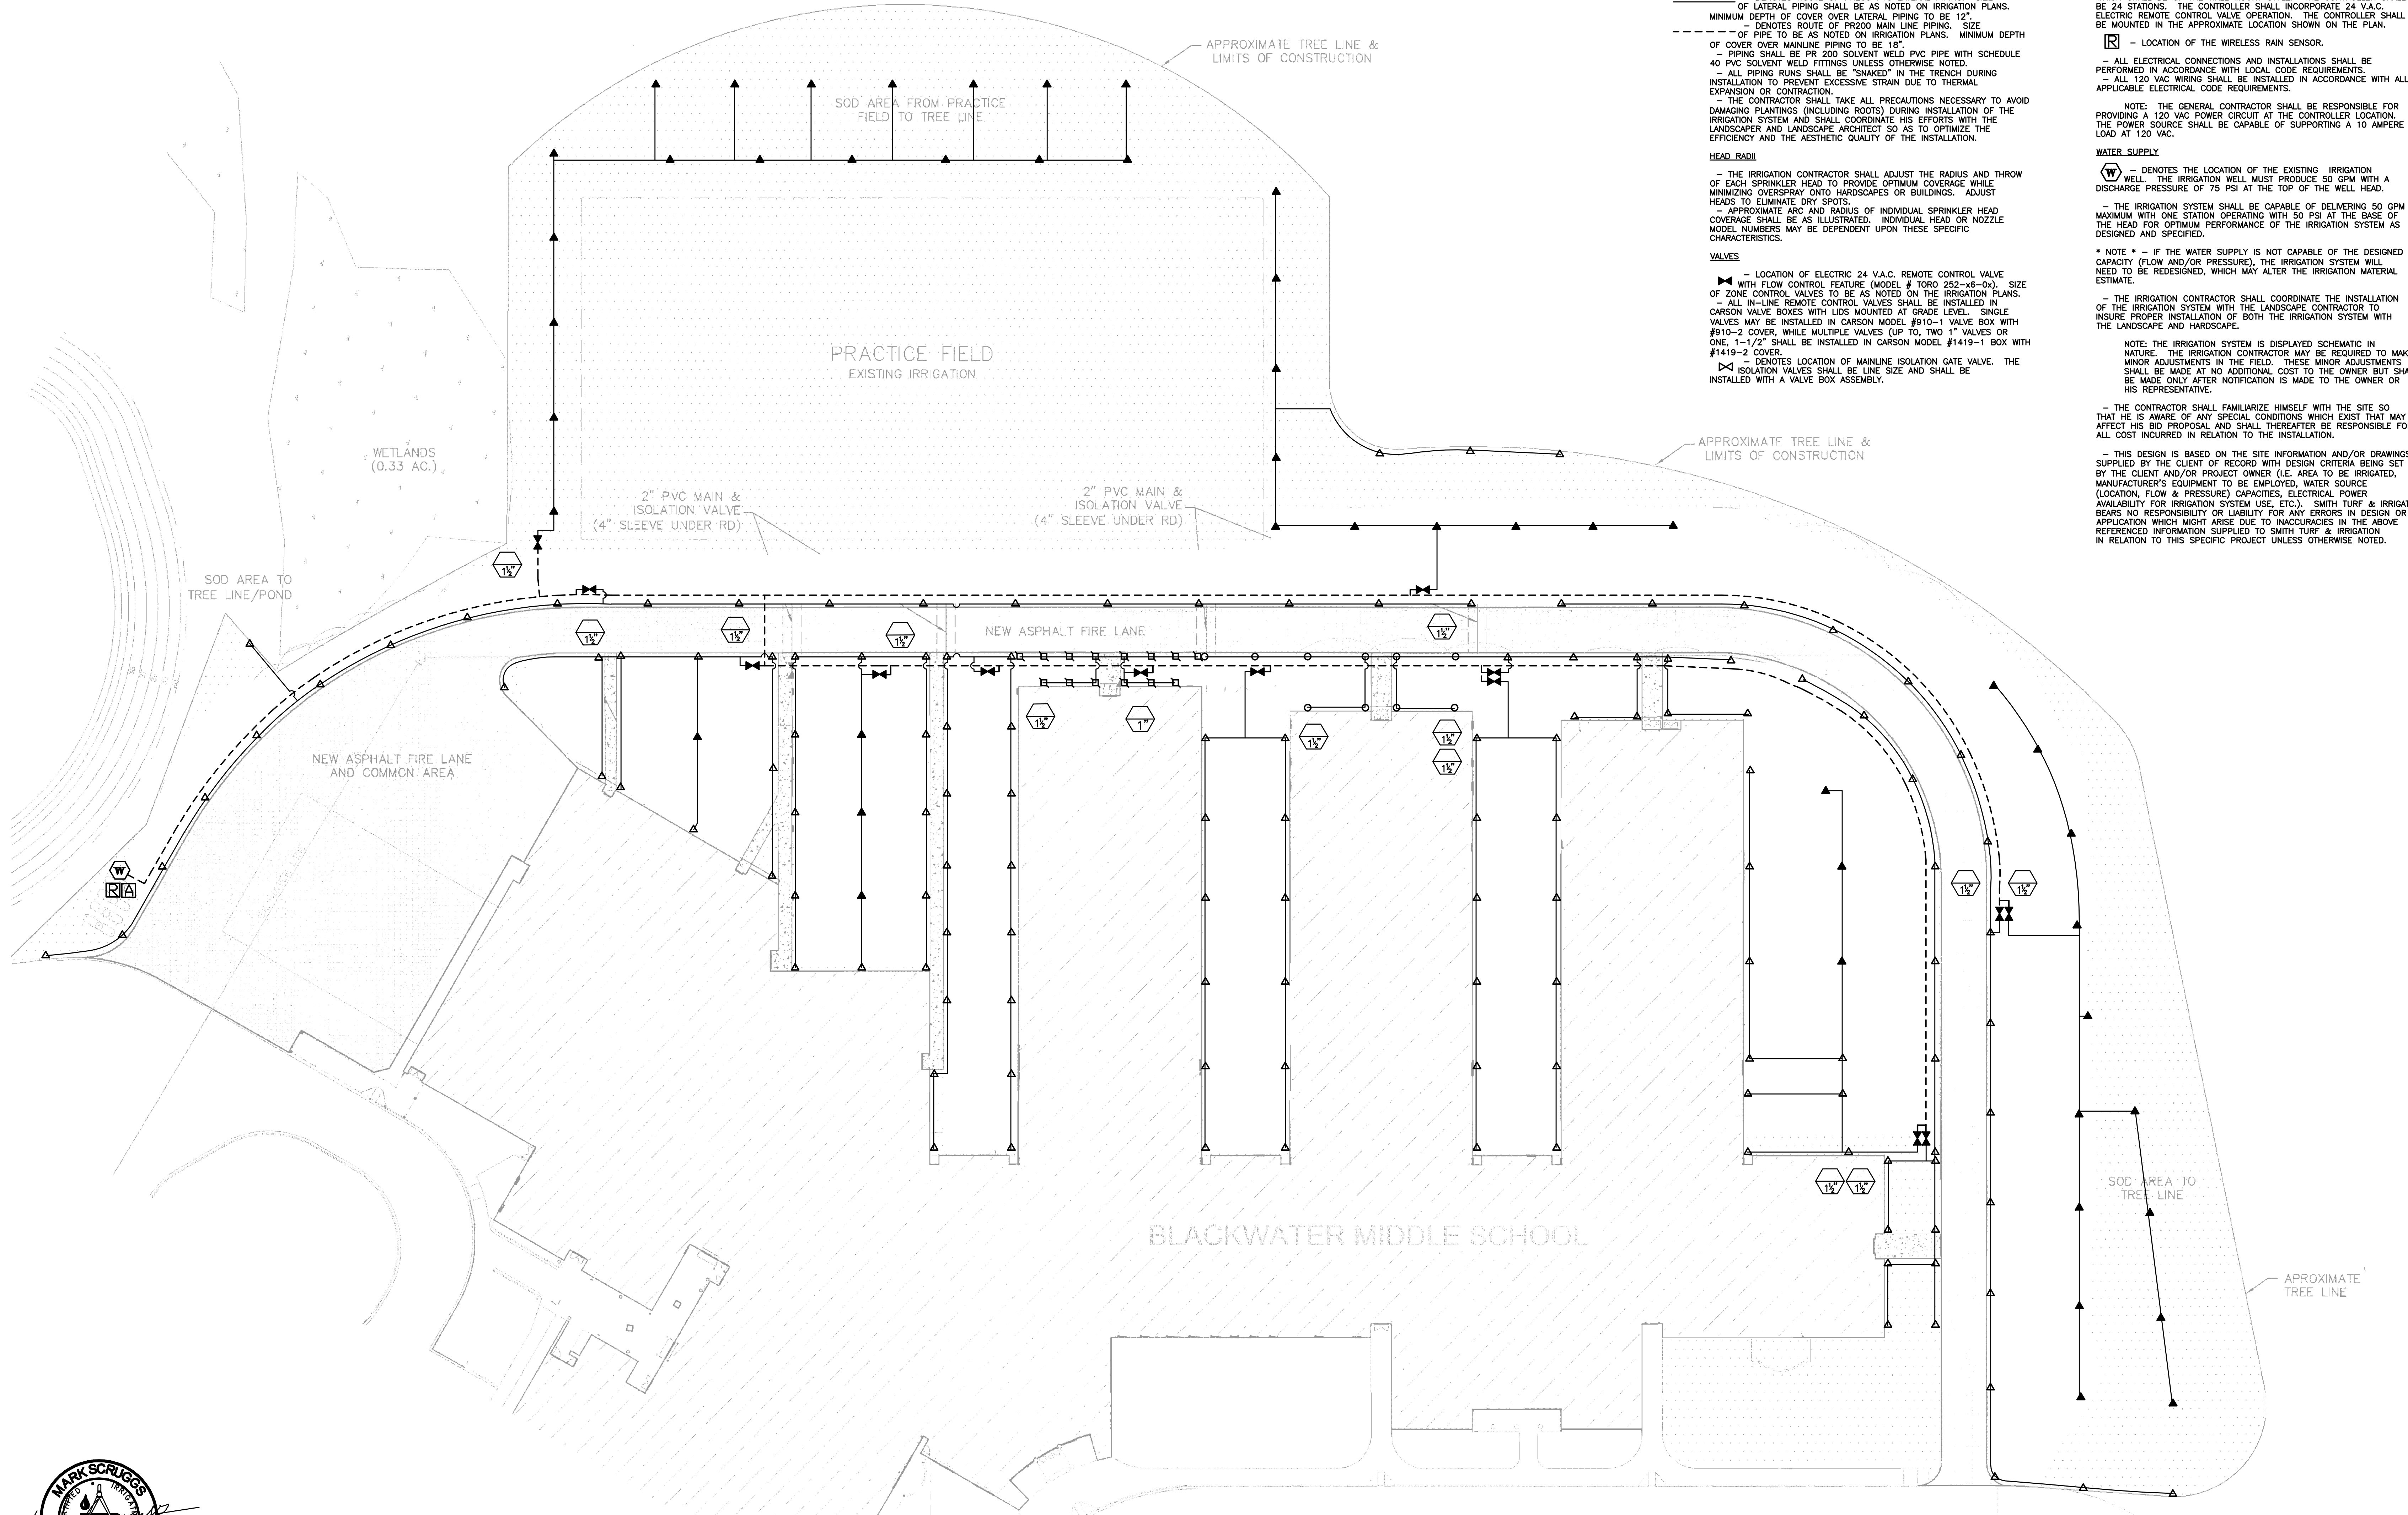 OF LATERAL PIPING SHALL BE AS NOTED ON IRRIGATION PLANS.
MINIMUM DEPTH OF COVER OVER LATERAL PIPING TO BE 12".
– DENOTES ROUTE OF PR200 MAIN LINE PIPING. SIZE
OF PIPE TO BE AS NOTED ON IRRIGATION PLANS. MINIMUM DEPTH
OF COVER OVER MAINLINE PIPING TO BE 18".
– PIPING SHALL BE PR 200 SOLVENT WELD PVC PIPE WITH SCHEDULE
40 PVC SOLVENT WELD FITTINGS UNLESS OTHERWISE NOTED.
– ALL PIPING RUNS SHALL BE "SNAKED" IN THE TRENCH DURING
INSTALLATION TO PREVENT EXCESSIVE STRAIN DUE TO THERMAL
EXPANSION OR CONTRACTION.
– THE CONTRACTOR SHALL TAKE ALL PRECAUTIONS NECESSARY TO AVOID
DAMAGING PLANTINGS (INCLUDING ROOTS) DURING INSTALLATION OF THE
IRRIGATION SYSTEM AND SHALL COORDINATE HIS EFFORTS WITH THE
LANDSCAPER AND LANDSCAPE ARCHITECT SO AS TO OPTIMIZE THE
EFFICIENCY AND THE AESTHETIC QUALITY OF THE INSTALLATION.
HEAD RADII
– THE IRRIGATION CONTRACTOR SHALL ADJUST THE RADIUS AND THROW
OF EACH SPRINKLER HEAD TO PROVIDE OPTIMUM COVERAGE WHILE
MINIMIZING OVERSPRAY ONTO HARDSCAPES OR BUILDINGS. ADJUST
HEADS TO ELIMINATE DRY SPOTS.
– APPROXIMATE ARC AND RADIUS OF INDIVIDUAL SPRINKLER HEAD
COVERAGE SHALL BE AS ILLUSTRATED. INDIVIDUAL HEAD OR NOZZLE
MODEL NUMBERS MAY BE DEPENDENT UPON THESE SPECIFIC
CHARACTERISTICS.
VALVES
– LOCATION OF ELECTRIC 24 V.A.C. REMOTE CONTROL VALVE
WITH FLOW CONTROL FEATURE (MODEL # TORO 252-x6-0x). SIZE
OF ZONE CONTROL VALVES TO BE AS NOTED ON THE IRRIGATION PLANS.
– ALL IN-LINE REMOTE CONTROL VALVES SHALL BE INSTALLED IN
CARSON VALVE BOXES WITH LIDS MOUNTED AT GRADE LEVEL. SINGLE
VALVES MAY BE INSTALLED IN CARSON MODEL #910-1 VALVE BOX WITH
#910-2 COVER, WHILE MULTIPLE VALVES (UP TO, TWO 1" VALVES OR
ONE, 1-1/2" SHALL BE INSTALLED IN CARSON MODEL #1419-1 BOX WITH
#1419-2 COVER.
– DENOTES LOCATION OF MAINLINE ISOLATION GATE VALVE. THE
ISOLATION VALVES SHALL BE LINE SIZE AND SHALL BE
INSTALLED WITH A VALVE BOX ASSEMBLY.
BE 24 STATIONS. THE CONTROLLER SHALL INCORPORATE 24 V.A.C.
ELECTRIC REMOTE CONTROL VALVE OPERATION. THE CONTROLLER SHALL
BE MOUNTED IN THE APPROXIMATE LOCATION SHOWN ON THE PLAN.
R – LOCATION OF THE WIRELESS RAIN SENSOR.
– ALL ELECTRICAL CONNECTIONS AND INSTALLATIONS SHALL BE
PERFORMED IN ACCORDANCE WITH LOCAL CODE REQUIREMENTS.
– ALL 120 VAC WIRING SHALL BE INSTALLED IN ACCORDANCE WITH ALL
APPLICABLE ELECTRICAL CODE REQUIREMENTS.
NOTE: THE GENERAL CONTRACTOR SHALL BE RESPONSIBLE FOR
PROVIDING A 120 VAC POWER CIRCUIT AT THE CONTROLLER LOCATION.
THE POWER SOURCE SHALL BE CAPABLE OF SUPPORTING A 10 AMPERE
LOAD AT 120 VAC.
WATER SUPPLY
W – DENOTES THE LOCATION OF THE EXISTING IRRIGATION
WELL. THE IRRIGATION WELL MUST PRODUCE 50 GPM WITH A
DISCHARGE PRESSURE OF 75 PSI AT THE TOP OF THE WELL HEAD.
– THE IRRIGATION SYSTEM SHALL BE CAPABLE OF DELIVERING 50 GPM
MAXIMUM WITH ONE STATION OPERATING WITH 50 PSI AT THE BASE OF
THE HEAD FOR OPTIMUM PERFORMANCE OF THE IRRIGATION SYSTEM AS
DESIGNED AND SPECIFIED.
* NOTE * – IF THE WATER SUPPLY IS NOT CAPABLE OF THE DESIGNED
CAPACITY (FLOW AND/OR PRESSURE), THE IRRIGATION SYSTEM WILL
NEED TO BE REDESIGNED, WHICH MAY ALTER THE IRRIGATION MATERIAL
ESTIMATE.
– THE IRRIGATION CONTRACTOR SHALL COORDINATE THE INSTALLATION
OF THE IRRIGATION SYSTEM WITH THE LANDSCAPE CONTRACTOR TO
INSURE PROPER INSTALLATION OF BOTH THE IRRIGATION SYSTEM WITH
THE LANDSCAPE AND HARDSCAPE.
NOTE: THE IRRIGATION SYSTEM IS DISPLAYED SCHEMATIC IN
NATURE. THE IRRIGATION CONTRACTOR MAY BE REQUIRED TO MAK
MINOR ADJUSTMENTS IN THE FIELD. THESE MINOR ADJUSTMENTS
SHALL BE MADE AT NO ADDITIONAL COST TO THE OWNER BUT SHA
BE MADE ONLY AFTER NOTIFICATION IS MADE TO THE OWNER OR
HIS REPRESENTATIVE.
– THE CONTRACTOR SHALL FAMILIARIZE HIMSELF WITH THE SITE SO
THAT HE IS AWARE OF ANY SPECIAL CONDITIONS WHICH EXIST THAT MAY
AFFECT HIS BID PROPOSAL AND SHALL THEREAFTER BE RESPONSIBLE FO
ALL COST INCURRED IN RELATION TO THE INSTALLATION.
– THIS DESIGN IS BASED ON THE SITE INFORMATION AND/OR DRAWINGS
SUPPLIED BY THE CLIENT OF RECORD WITH DESIGN CRITERIA BEING SET
BY THE CLIENT AND/OR PROJECT OWNER (I.E. AREA TO BE IRRIGATED,
MANUFACTURER'S EQUIPMENT TO BE EMPLOYED, WATER SOURCE
(LOCATION, FLOW & PRESSURE) CAPACITIES, ELECTRICAL POWER
AVAILABILITY FOR IRRIGATION SYSTEM USE, ETC.). SMITH TURF & IRRIGAT
BEARS NO RESPONSIBILITY OR LIABILITY FOR ANY ERRORS IN DESIGN OR
APPLICATION WHICH MIGHT ARISE DUE TO INACCURACIES IN THE ABOVE
REFERENCED INFORMATION SUPPLIED TO SMITH TURF & IRRIGATION
IN RELATION TO THIS SPECIFIC PROJECT UNLESS OTHERWISE NOTED.
APPROXIMATE TREE LINE &
LIMITS OF CONSTRUCTION
SOD AREA FROM PRACTICE
FIELD TO TREE LINE
PRACTICE FIELD
EXISTING IRRIGATION
WETLANDS
(0.33 AC.)
APPROXIMATE TREE LINE &
LIMITS OF CONSTRUCTION
2" PVC MAIN &
ISOLATION VALVE
(4" SLEEVE UNDER RD)
2" PVC MAIN &
ISOLATION VALVE
(4" SLEEVE UNDER RD)
1½"
SOD AREA TO
TREE LINE/POND
1½"
1½"
1½"
NEW ASPHALT FIRE LANE
1½"
1½"
1"
1½"
1½"
1½"
NEW ASPHALT FIRE LANE
AND COMMON AREA
W
R A
1½"
1½"
1½"
1½"
SOD AREA TO
TREE LINE
BLACKWATER MIDDLE SCHOOL
APROXIMATE
TREE LINE
MARK SCRUGGS